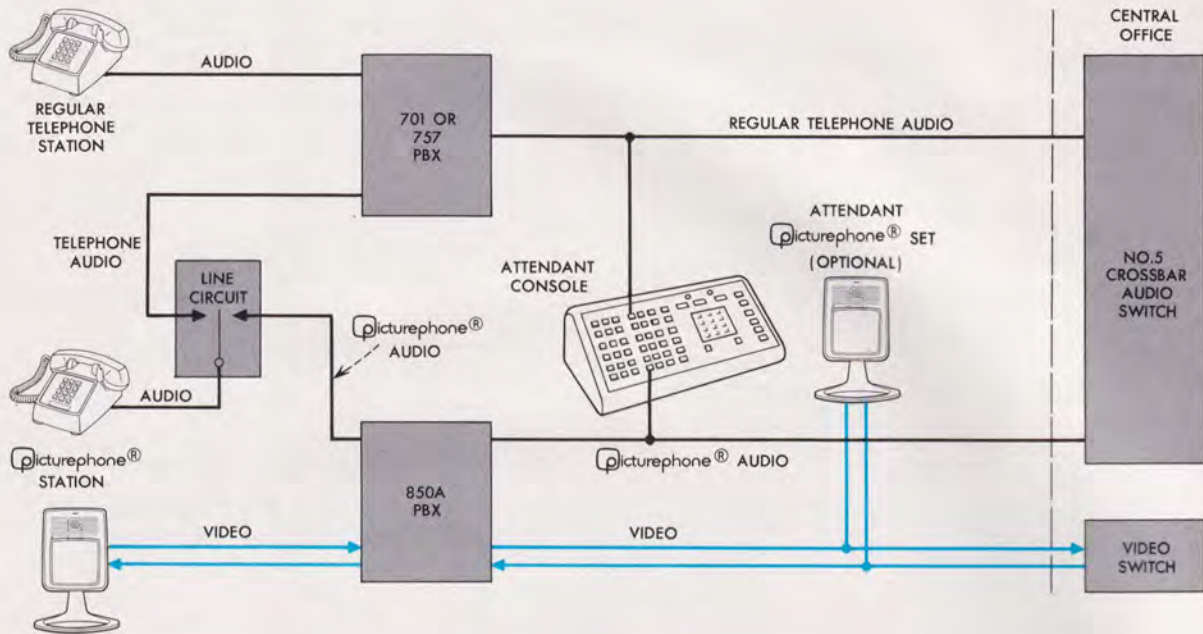 CENTRAL
OFFICE
AUDIO
REGULAR
TELEPHONE
STATION
701 OR
757
PBX
REGULAR TELEPHONE AUDIO
TELEPHONE
AUDIO
LINE
CIRCUIT
picturephone®
AUDIO
ATTENDANT
CONSOLE
ATTENDANT
picturephone® SET
(OPTIONAL)
NO.5
CROSSBAR
AUDIO
SWITCH
AUDIO
picturephone®
STATION
850A
PBX
picturephone® AUDIO
VIDEO
VIDEO
VIDEO
SWITCH